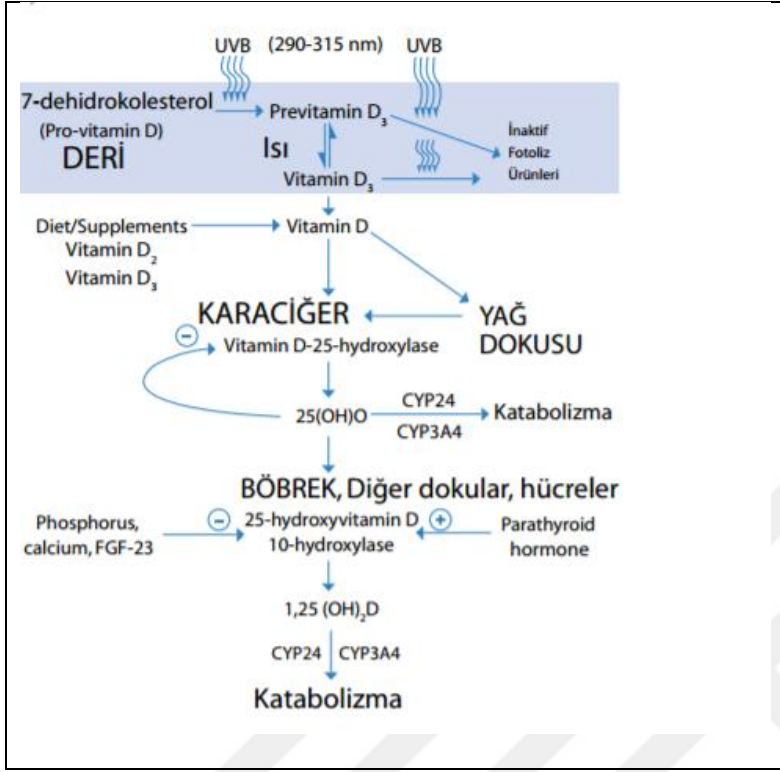 UVB (290-315 nm) UVB
7-dehidrokolesterol
(Pro-vitamin D)
DERİ
Previtamin D₃
Isı
Vitamin D₃
İnaktif
Fotoliz
Ürünleri
Diet/Supplements
Vitamin D₂
Vitamin D₃
Vitamin D
KARACİĞER
− Vitamin D-25-hydroxylase
YAĞ
DOKUSU
25(OH)O
CYP24
CYP3A4
Katabolizma
BÖBREK, Diğer dokular, hücreler
Phosphorus,
calcium, FGF-23
− 25-hydroxyvitamin D +
10-hydroxylase
Parathyroid
hormone
1,25 (OH)₂D
CYP24 CYP3A4
Katabolizma